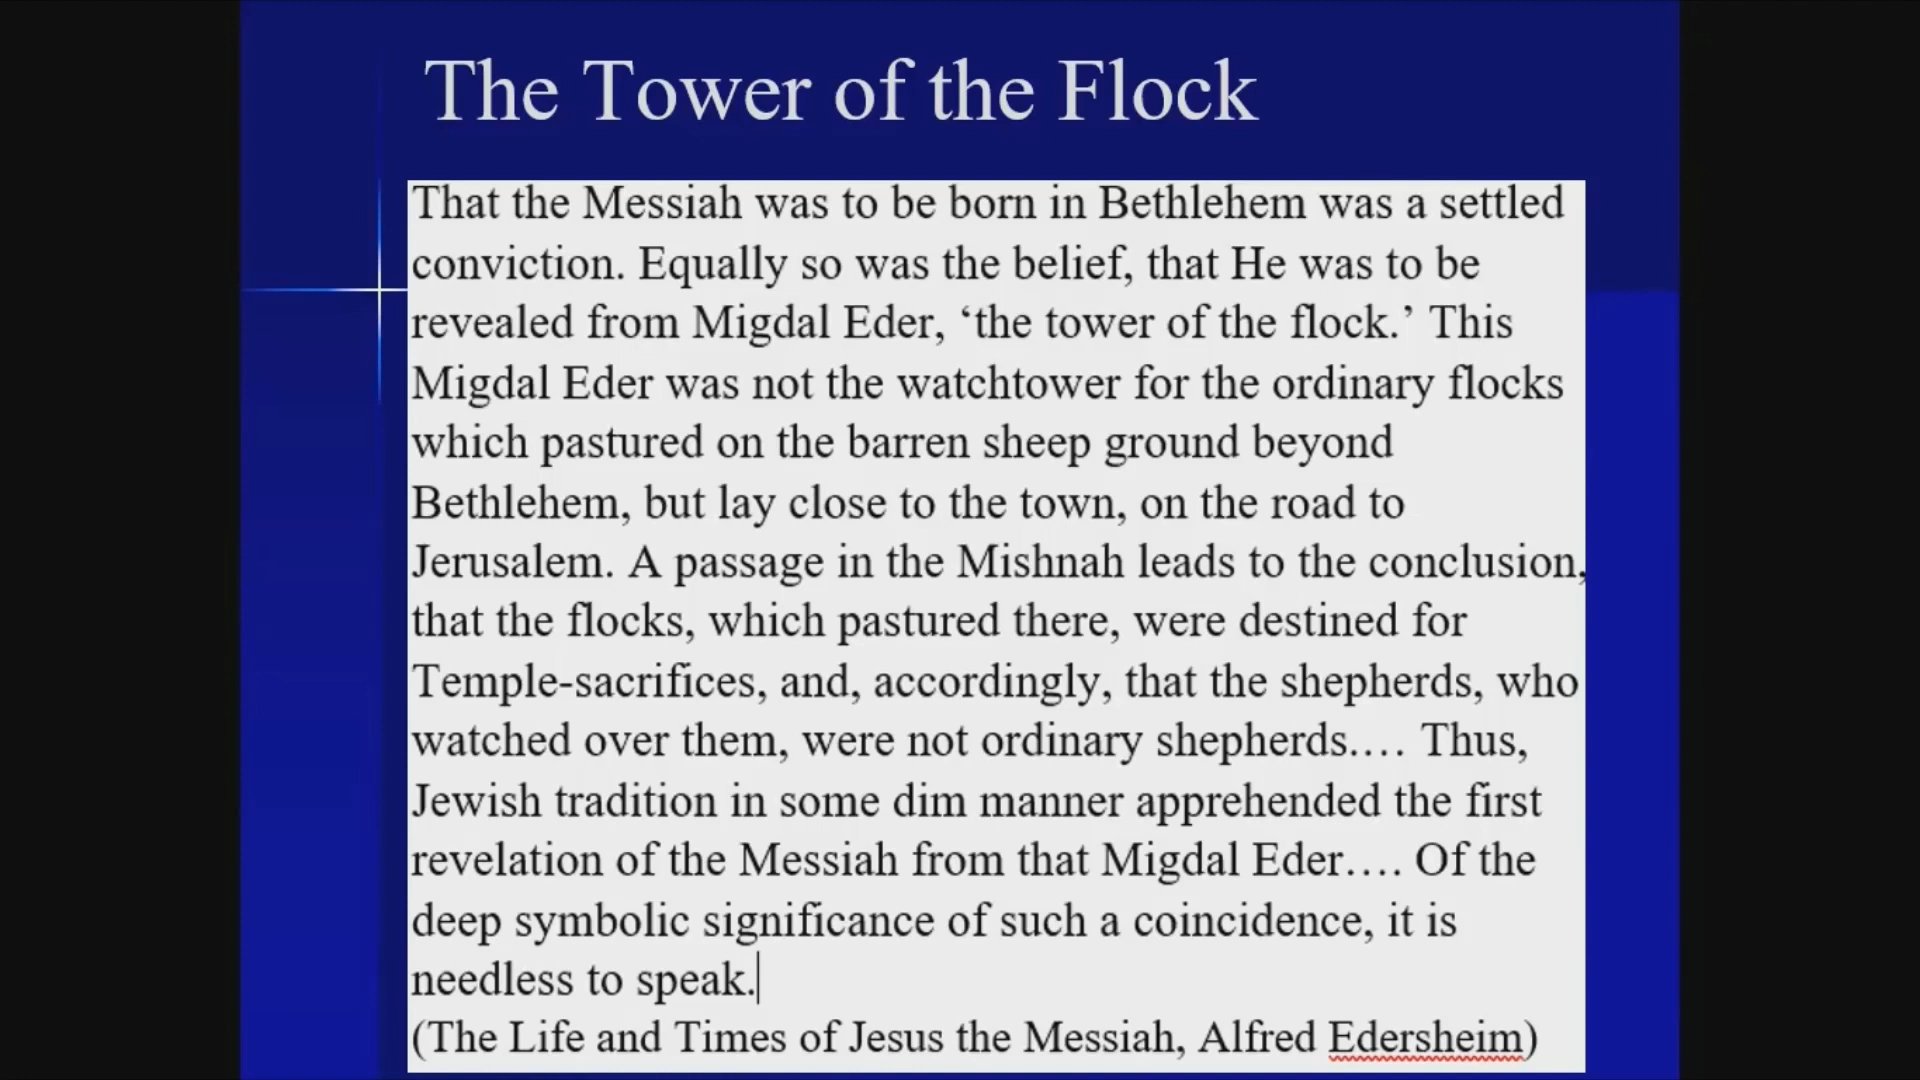 The Tower of the Flock
That the Messiah was to be born in Bethlehem was a settled
conviction. Equally so was the belief, that He was to be
revealed from Migdal Eder, ‘the tower of the flock.’ This
Migdal Eder was not the watchtower for the ordinary flocks
which pastured on the barren sheep ground beyond
Bethlehem, but lay close to the town, on the road to
Jerusalem. A passage in the Mishnah leads to the conclusion,
that the flocks, which pastured there, were destined for
Temple-sacrifices, and, accordingly, that the shepherds, who
watched over them, were not ordinary shepherds.… Thus,
Jewish tradition in some dim manner apprehended the first
revelation of the Messiah from that Migdal Eder.… Of the
deep symbolic significance of such a coincidence, it is
needless to speak.
(The Life and Times of Jesus the Messiah, Alfred Edersheim)